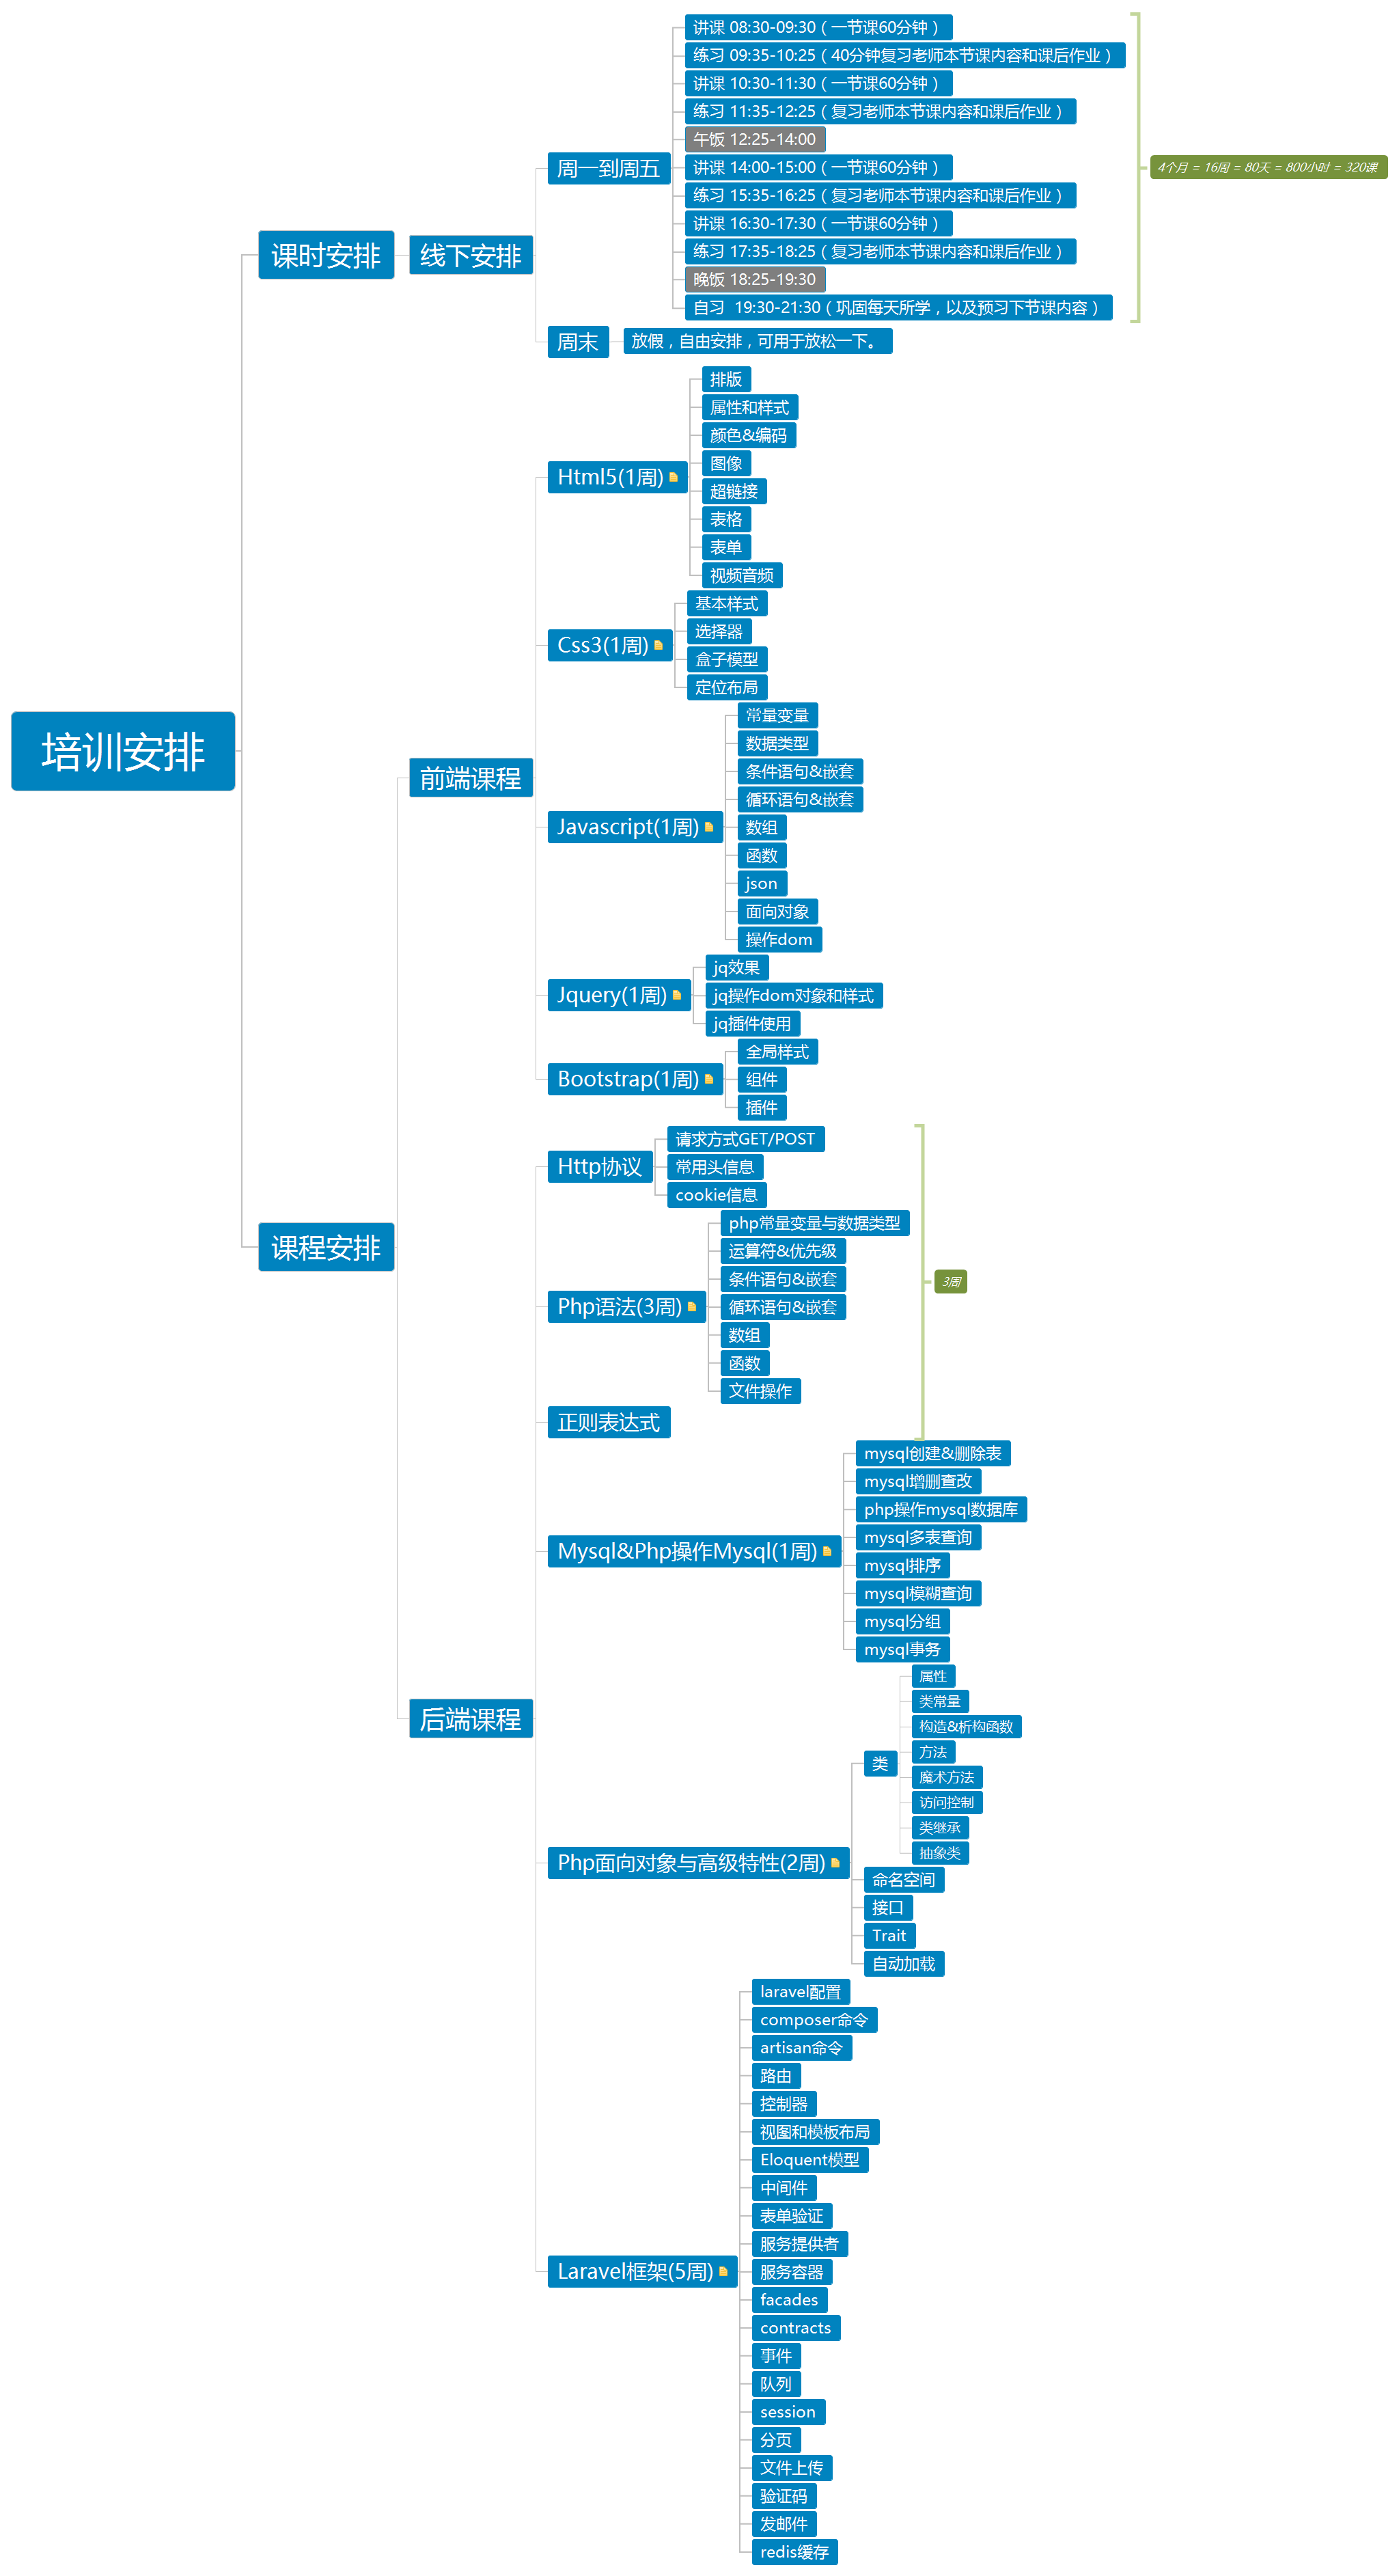 培训安排
课时安排
线下安排
周一到周五
讲课 08:30-09:30（一节课60分钟）
练习 09:35-10:25（40分钟复习老师本节课内容和课后作业）
讲课 10:30-11:30（一节课60分钟）
练习 11:35-12:25（复习老师本节课内容和课后作业）
午饭 12:25-14:00
讲课 14:00-15:00（一节课60分钟）
练习 15:35-16:25（复习老师本节课内容和课后作业）
讲课 16:30-17:30（一节课60分钟）
练习 17:35-18:25（复习老师本节课内容和课后作业）
晚饭 18:25-19:30
自习  19:30-21:30（巩固每天所学，以及预习下节课内容）
4个月 = 16周 = 80天 = 800小时 = 320课
周末
放假，自由安排，可用于放松一下。
课程安排
前端课程
Html5(1周)
排版
属性和样式
颜色&编码
图像
超链接
表格
表单
视频音频
Css3(1周)
基本样式
选择器
盒子模型
定位布局
Javascript(1周)
常量变量
数据类型
条件语句&嵌套
循环语句&嵌套
数组
函数
json
面向对象
操作dom
Jquery(1周)
jq效果
jq操作dom对象和样式
jq插件使用
Bootstrap(1周)
全局样式
组件
插件
后端课程
Http协议
请求方式GET/POST
常用头信息
cookie信息
Php语法(3周)
php常量变量与数据类型
运算符&优先级
条件语句&嵌套
循环语句&嵌套
数组
函数
文件操作
正则表达式
3周
Mysql&Php操作Mysql(1周)
mysql创建&删除表
mysql增删查改
php操作mysql数据库
mysql多表查询
mysql排序
mysql模糊查询
mysql分组
mysql事务
Php面向对象与高级特性(2周)
类
属性
类常量
构造&析构函数
方法
魔术方法
访问控制
类继承
抽象类
命名空间
接口
Trait
自动加载
Laravel框架(5周)
laravel配置
composer命令
artisan命令
路由
控制器
视图和模板布局
Eloquent模型
中间件
表单验证
服务提供者
服务容器
facades
contracts
事件
队列
session
分页
文件上传
验证码
发邮件
redis缓存